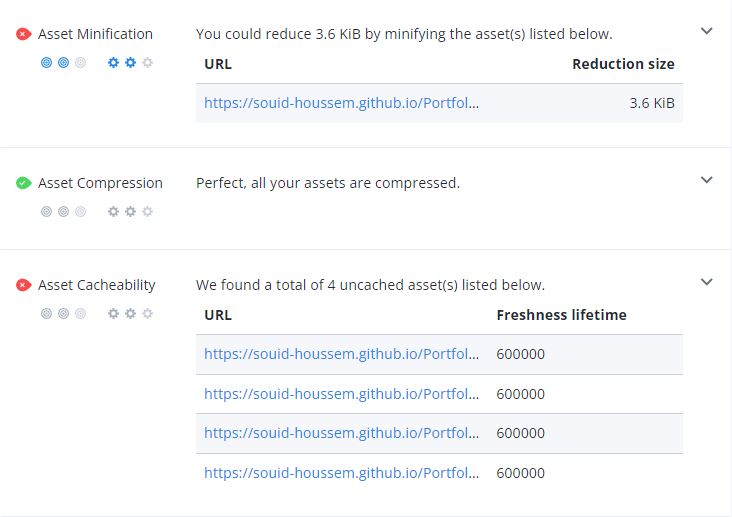 Asset Minification
You could reduce 3.6 KiB by minifying the asset(s) listed below.
URL Reduction size
https://souid-houssem.github.io/Portfol... 3.6 KiB
Asset Compression
Perfect, all your assets are compressed.
Asset Cacheability
We found a total of 4 uncached asset(s) listed below.
URL Freshness lifetime
https://souid-houssem.github.io/Portfol... 600000
https://souid-houssem.github.io/Portfol... 600000
https://souid-houssem.github.io/Portfol... 600000
https://souid-houssem.github.io/Portfol... 600000